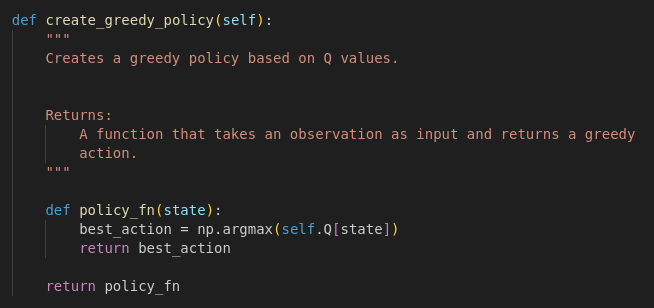 def create_greedy_policy(self):
"""
Creates a greedy policy based on Q values.
Returns:
A function that takes an observation as input and returns a greedy
action.
"""
def policy_fn(state):
best_action = np.argmax(self.Q[state])
return best_action
return policy_fn